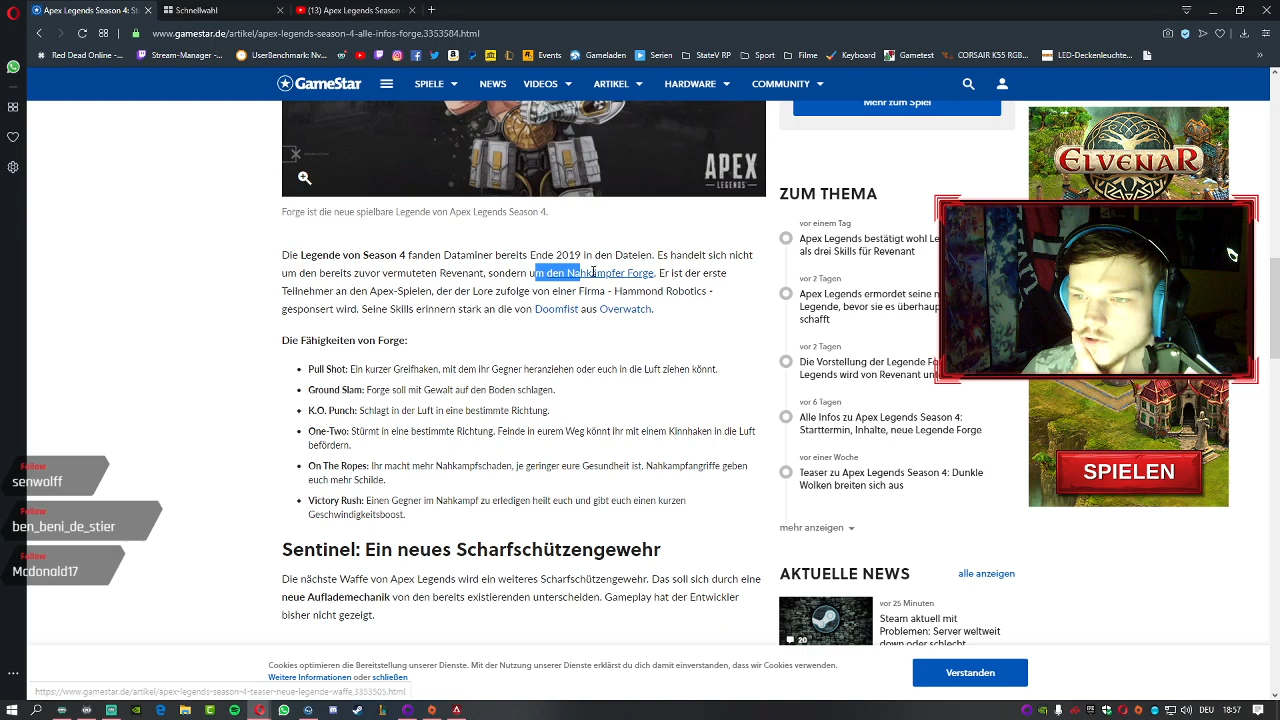 Apex Legends Season 4: St
Schnellwahl
(13) Apex Legends Season
www.gamestar.de/artikel/apex-legends-season-4-alle-infos-forge,3353584.html
Red Dead Online -...
Stream-Manager -...
UserBenchmark: No...
Events
Gameladen
Serien
StateV RP
Sport
Filme
Keyboard
Gametest
CORSAIR K55 RGB...
LED-Deckenleuchte...
GameStar
SPIELE
NEWS
VIDEOS
ARTIKEL
HARDWARE
COMMUNITY
APEX
LEGENDS
Forge ist die neue spielbare Legende von Apex Legends Season 4.
Die Legende von Season 4 fanden Dataminer bereits Ende 2019 in den Dateien. Es handelt sich nicht
um den bereits zuvor vermuteten Revenant, sondern um den Nahkämpfer Forge. Er ist der erste
Teilnehmer an den Apex-Spielen, der der Lore zufolge von einer Firma - Hammond Robotics -
gesponsert wird. Seine Skills erinnern stark an die von Doomfist aus Overwatch.
Die Fähigkeiten von Forge:
• Pull Shot: Ein kurzer Greifhaken, mit dem ihr Gegner heranziehen oder euch in die Luft ziehen könnt.
• Ground Slam: Forge soll mit Gewalt auf den Boden schlagen.
• K.O. Punch: Schlagt in der Luft in eine bestimmte Richtung.
• One-Two: Stürmt in eine bestimmte Richtung. Feinde in eurem Weg könnt ihr mit einem Kinnhaken in die Luft
befördern.
• On The Ropes: Ihr macht mehr Nahkampfschaden, je geringer eure Gesundheit ist. Nahkampfangriffe geben
euch mehr Schilde.
• Victory Rush: Einen Gegner im Nahkampf zu erledigen heilt euch und gibt euch einen kurzen
Geschwindigkeitsboost.
Sentinel: Ein neues Scharfschützengewehr
Die nächste Waffe von Apex Legends wird ein weiteres Scharfschützengewehr. Das soll sich durch eine
neue Auflademechanik von den bereits existierenden unterscheiden. Gameplay hat der Entwickler
bisher nicht gezeigt.
Mehr zum Spiel
ZUM THEMA
vor einem Tag
Apex Legends bestätigt wohl Le
als drei Skills für Revenant
vor 2 Tagen
Apex Legends ermordet seine n
Legende, bevor sie es überhaup
schafft
vor 2 Tagen
Die Vorstellung der Legende Fo
Legends wird von Revenant un
vor 6 Tagen
Alle Infos zu Apex Legends Season 4:
Starttermin, Inhalte, neue Legende Forge
vor einer Woche
Teaser zu Apex Legends Season 4: Dunkle
Wolken breiten sich aus
mehr anzeigen
AKTUELLE NEWS
alle anzeigen
vor 25 Minuten
Steam aktuell mit
Problemen: Server weltweit
down oder schlecht
20
ELVENAR
SPIELEN
Follow
senwolff
Follow
ben_beni_de_stier
Follow
Mcdonald17
Cookies optimieren die Bereitstellung unserer Dienste. Mit der Nutzung unserer Dienste erklärst du dich damit einverstanden, dass wir Cookies verwenden.
Weitere Informationen oder schließen
Verstanden
https://www.gamestar.de/artikel/apex-legends-season-4-teaser-neue-legende-waffe,3353505.html
DEU
18:57